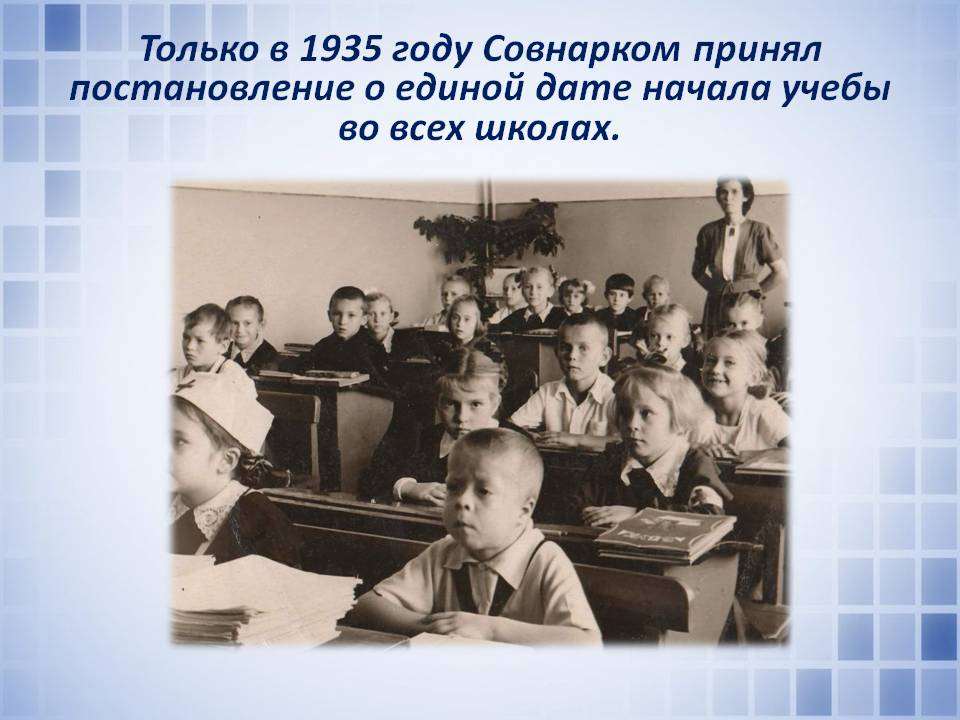 Только в 1935 году Совнарком принял
постановление о единой дате начала учебы
во всех школах.